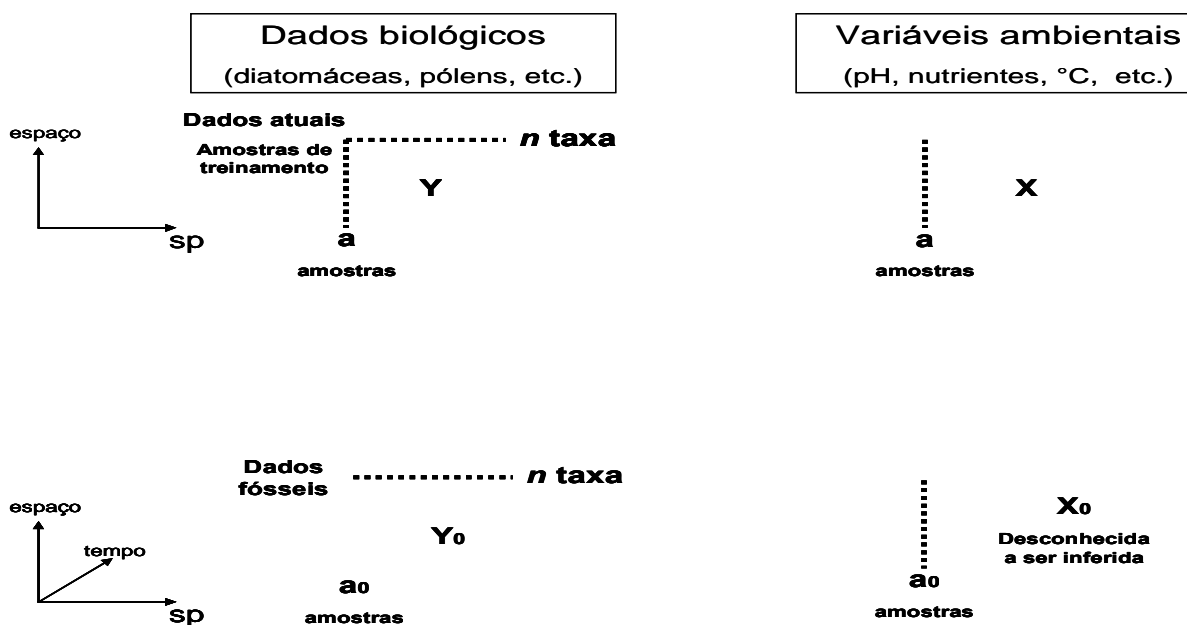 Dados biológicos
(diatomáceas, pólens, etc.)
Variáveis ambientais
(pH, nutrientes, °C, etc.)
espaço
sp
Dados atuais
Amostras de
treinamento
n taxa
Y
a
amostras
X
a
amostras
espaço
tempo
sp
Dados
fósseis
n taxa
Y0
a0
amostras
X0
Desconhecida
a ser inferida
a0
amostras